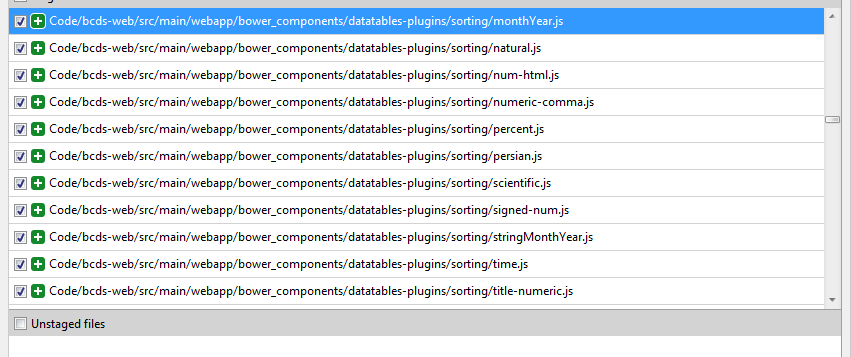 Code/bcds-web/src/main/webapp/bower_components/datatables-plugins/sorting/monthYear.js
Code/bcds-web/src/main/webapp/bower_components/datatables-plugins/sorting/natural.js
Code/bcds-web/src/main/webapp/bower_components/datatables-plugins/sorting/num-html.js
Code/bcds-web/src/main/webapp/bower_components/datatables-plugins/sorting/numeric-comma.js
Code/bcds-web/src/main/webapp/bower_components/datatables-plugins/sorting/percent.js
Code/bcds-web/src/main/webapp/bower_components/datatables-plugins/sorting/persian.js
Code/bcds-web/src/main/webapp/bower_components/datatables-plugins/sorting/scientific.js
Code/bcds-web/src/main/webapp/bower_components/datatables-plugins/sorting/signed-num.js
Code/bcds-web/src/main/webapp/bower_components/datatables-plugins/sorting/stringMonthYear.js
Code/bcds-web/src/main/webapp/bower_components/datatables-plugins/sorting/time.js
Code/bcds-web/src/main/webapp/bower_components/datatables-plugins/sorting/title-numeric.js
Unstaged files